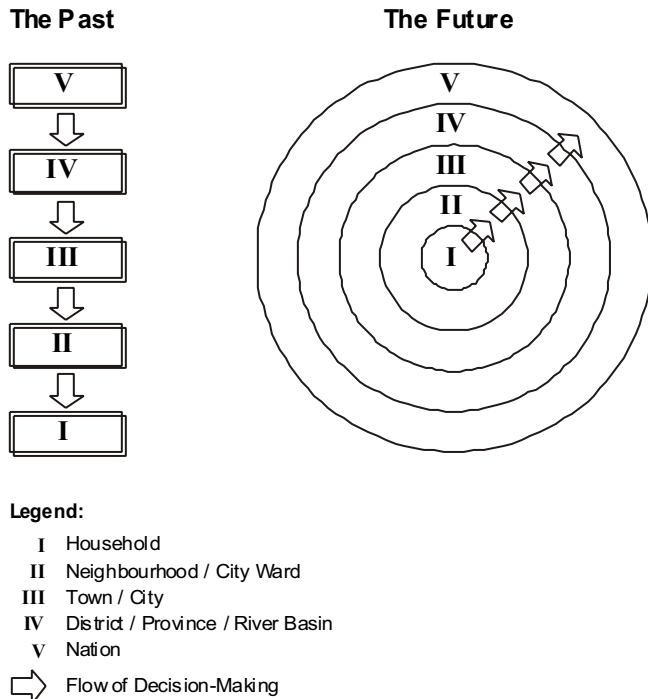 The Past
The Future
V
IV
III
II
I
V
IV
III
II
I
Legend:
I Household
II Neighbourhood / City Ward
III Town / City
IV District / Province / River Basin
V Nation
Flow of Decision-Making